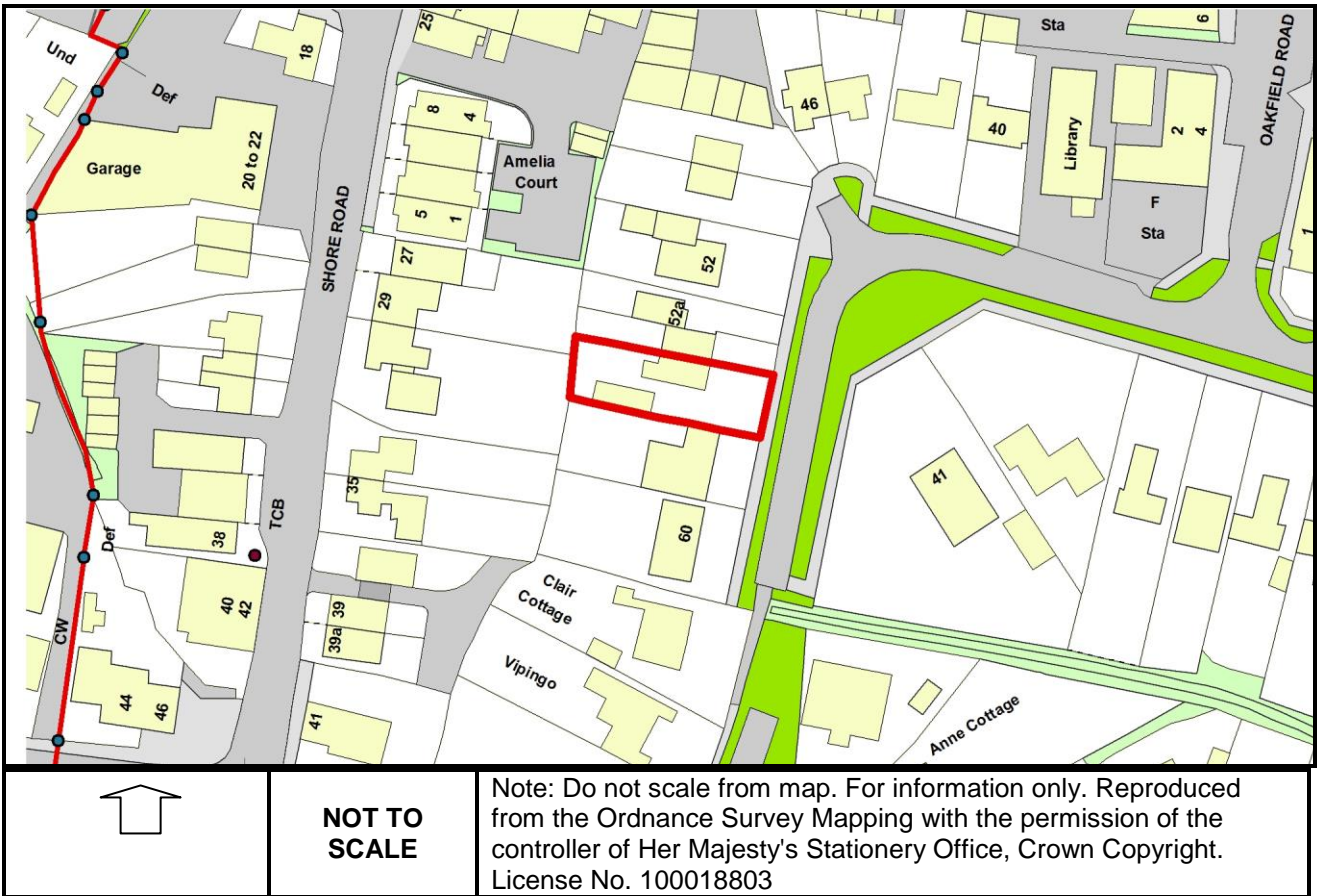 Und
Def
18
25
Sta
6
OAKFIELD ROAD
Garage
20 to 22
SHORE ROAD
8
4
Amelia
Court
5
1
46
40
Library
2
4
F
Sta
1
27
29
52
52a
35
TCB
38
Def
40
42
CW
44
46
39
39a
41
60
Clair
Cottage
Vipingo
41
Anne Cottage
NOT TO
SCALE
Note: Do not scale from map. For information only. Reproduced
from the Ordnance Survey Mapping with the permission of the
controller of Her Majesty's Stationery Office, Crown Copyright.
License No. 100018803